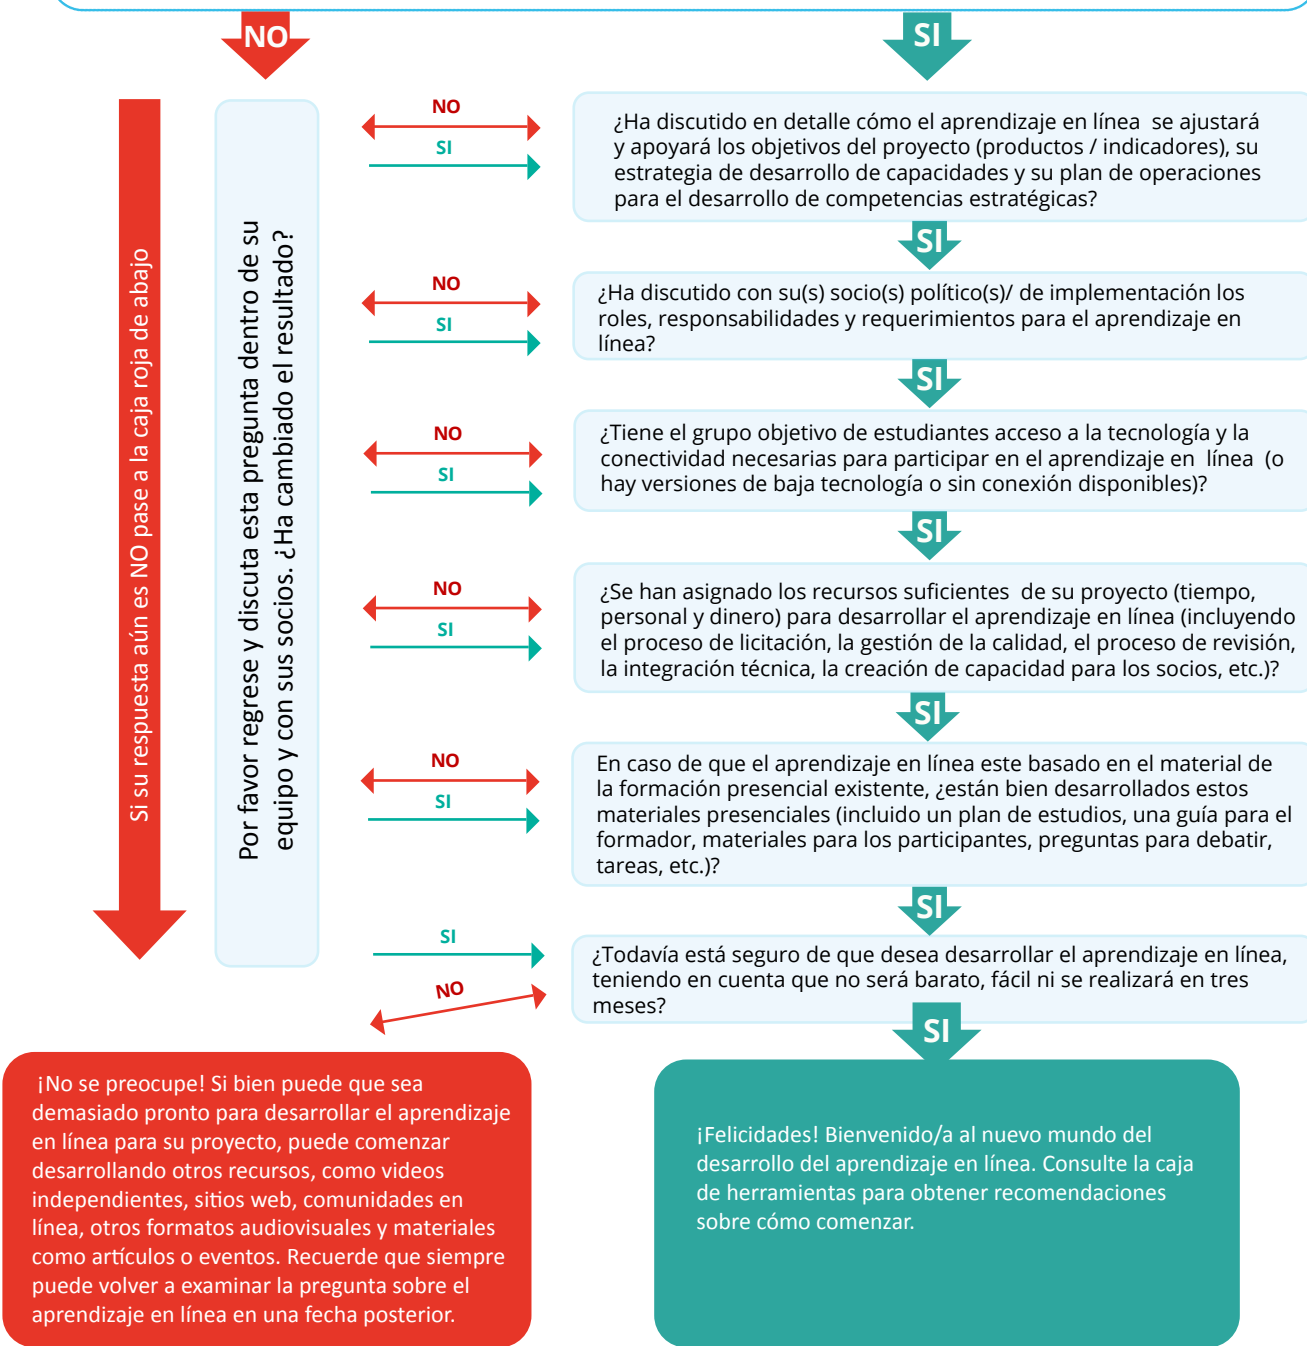 NO
SI
Si su respuesta aún es NO pase a la caja roja de abajo
Por favor regrese y discuta esta pregunta dentro de su
equipo y con sus socios. ¿Ha cambiado el resultado?
NO
SI
¿Ha discutido en detalle cómo el aprendizaje en línea se ajustará
y apoyará los objetivos del proyecto (productos / indicadores), su
estrategia de desarrollo de capacidades y su plan de operaciones
para el desarrollo de competencias estratégicas?
SI
NO
SI
¿Ha discutido con su(s) socio(s) político(s)/ de implementación los
roles, responsabilidades y requerimientos para el aprendizaje en
línea?
SI
NO
SI
¿Tiene el grupo objetivo de estudiantes acceso a la tecnología y la
conectividad necesarias para participar en el aprendizaje en línea (o
hay versiones de baja tecnología o sin conexión disponibles)?
SI
NO
SI
¿Se han asignado los recursos suficientes de su proyecto (tiempo,
personal y dinero) para desarrollar el aprendizaje en línea (incluyendo
el proceso de licitación, la gestión de la calidad, el proceso de revisión,
la integración técnica, la creación de capacidad para los socios, etc.)?
SI
NO
SI
En caso de que el aprendizaje en línea este basado en el material de
la formación presencial existente, ¿están bien desarrollados estos
materiales presenciales (incluido un plan de estudios, una guía para el
formador, materiales para los participantes, preguntas para debatir,
tareas, etc.)?
SI
SI
NO
¿Todavía está seguro de que desea desarrollar el aprendizaje en línea,
teniendo en cuenta que no será barato, fácil ni se realizará en tres
meses?
SI
¡No se preocupe! Si bien puede que sea
demasiado pronto para desarrollar el aprendizaje
en línea para su proyecto, puede comenzar
desarrollando otros recursos, como videos
independientes, sitios web, comunidades en
línea, otros formatos audiovisuales y materiales
como artículos o eventos. Recuerde que siempre
puede volver a examinar la pregunta sobre el
aprendizaje en línea en una fecha posterior.
¡Felicidades! Bienvenido/a al nuevo mundo del
desarrollo del aprendizaje en línea. Consulte la caja
de herramientas para obtener recomendaciones
sobre cómo comenzar.